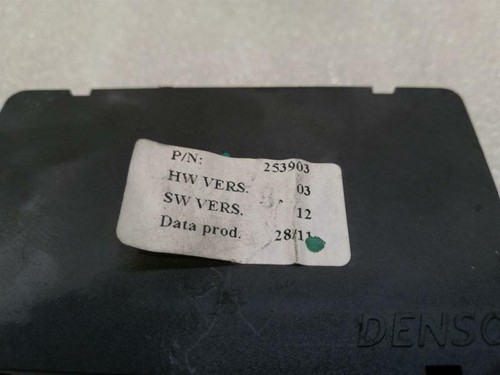 P/N: 253903
HW VERS. 03
SW VERS. 12
Data prod. 28/11
DENSO